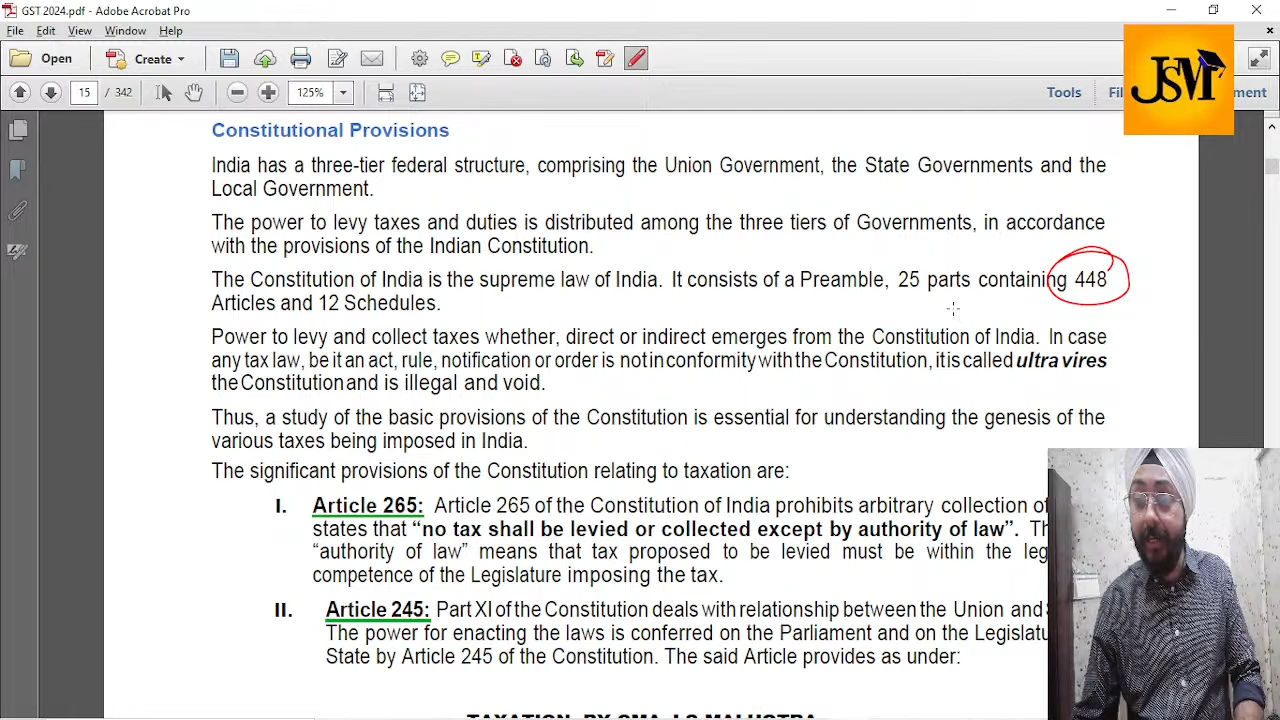 GST 2024.pdf - Adobe Acrobat Pro
File Edit View Window Help
Open Create
15 / 342 125% Tools
JSM
Constitutional Provisions
India has a three-tier federal structure, comprising the Union Government, the State Governments and the
Local Government.
The power to levy taxes and duties is distributed among the three tiers of Governments, in accordance
with the provisions of the Indian Constitution.
The Constitution of India is the supreme law of India. It consists of a Preamble, 25 parts containing 448
Articles and 12 Schedules.
Power to levy and collect taxes whether, direct or indirect emerges from the Constitution of India. In case
any tax law, be it an act, rule, notification or order is not in conformity with the Constitution, it is called ultra vires
the Constitution and is illegal and void.
Thus, a study of the basic provisions of the Constitution is essential for understanding the genesis of the
various taxes being imposed in India.
The significant provisions of the Constitution relating to taxation are:
I. Article 265: Article 265 of the Constitution of India prohibits arbitrary collection of
states that “no tax shall be levied or collected except by authority of law”.
“authority of law” means that tax proposed to be levied must be within the
competence of the Legislature imposing the tax.
II. Article 245: Part XI of the Constitution deals with relationship between the Union and
The power for enacting the laws is conferred on the Parliament and on the
State by Article 245 of the Constitution. The said Article provides as under:
TAXATION BY CMA J S MALHOTRA